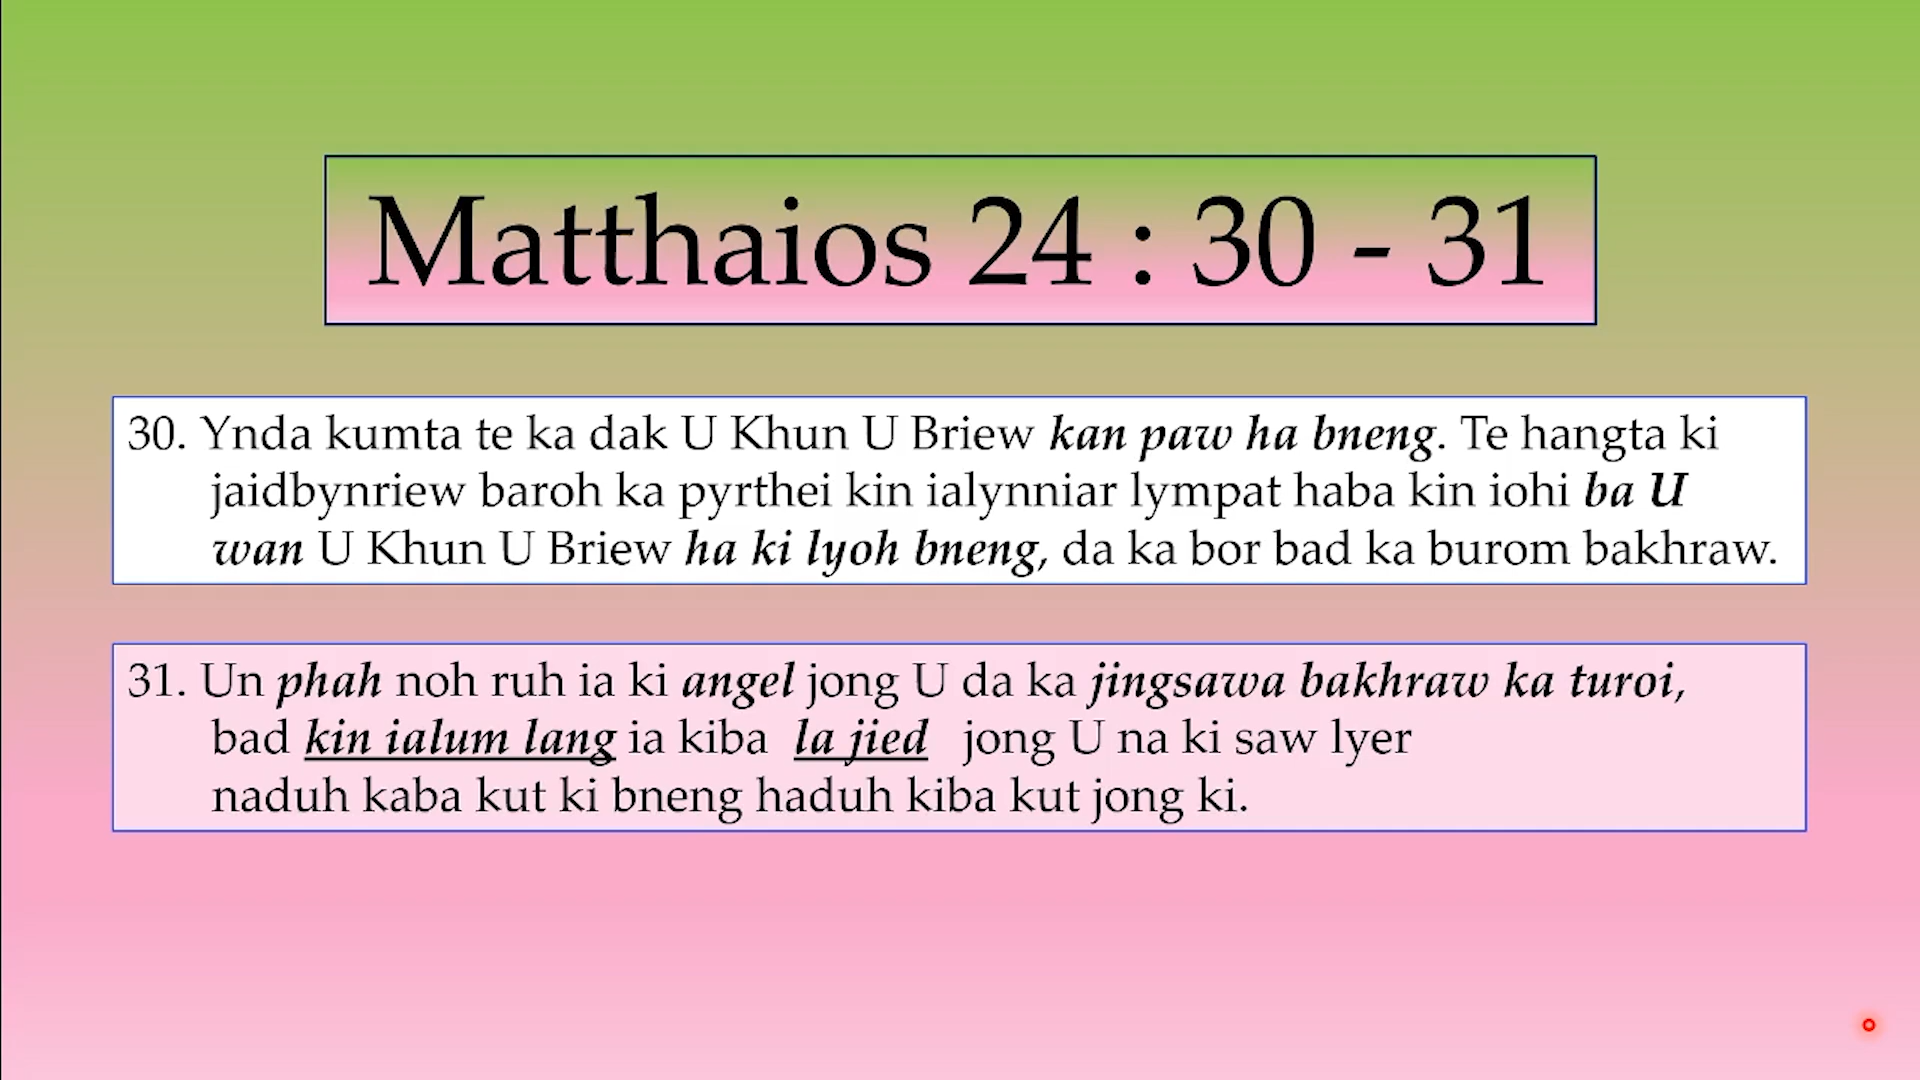 Matthaios 24 : 30 - 31
30. Ynda kumta te ka dak U Khun U Briew kan paw ha bneng. Te hangta ki
jaidbynriew baroh ka pyrthei kin ialynniar lympat haba kin iohi ba U
wan U Khun U Briew ha ki lyoh bneng, da ka bor bad ka burom bakhraw.
31. Un phah noh ruh ia ki angel jong U da ka jingsawa bakhraw ka turoi,
bad kin ialum lang ia kiba la jied jong U na ki saw lyer
naduh kaba kut ki bneng haduh kiba kut jong ki.